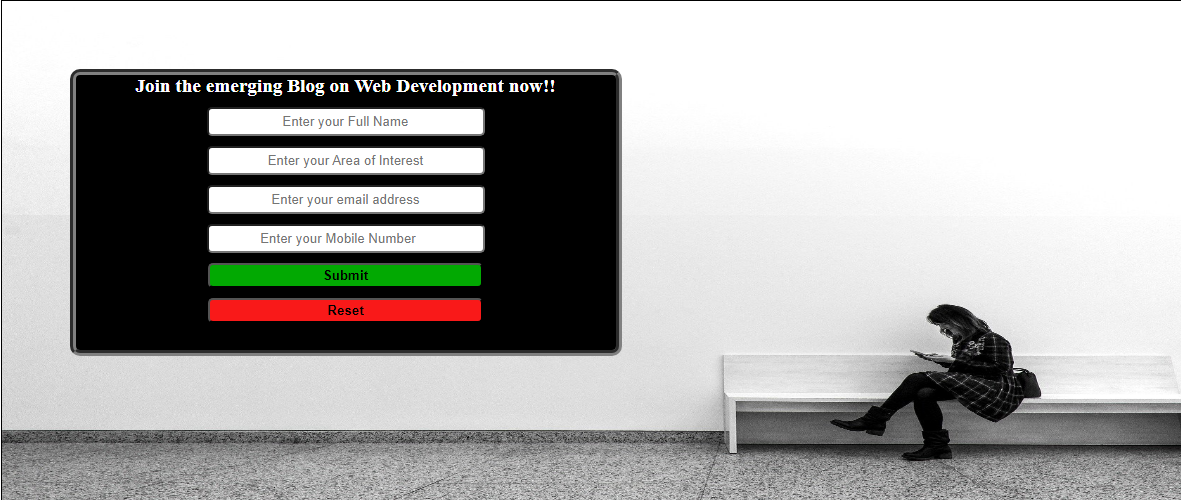 Join the emerging Blog on Web Development now!!
Enter your Full Name
Enter your Area of Interest
Enter your email address
Enter your Mobile Number
Submit
Reset